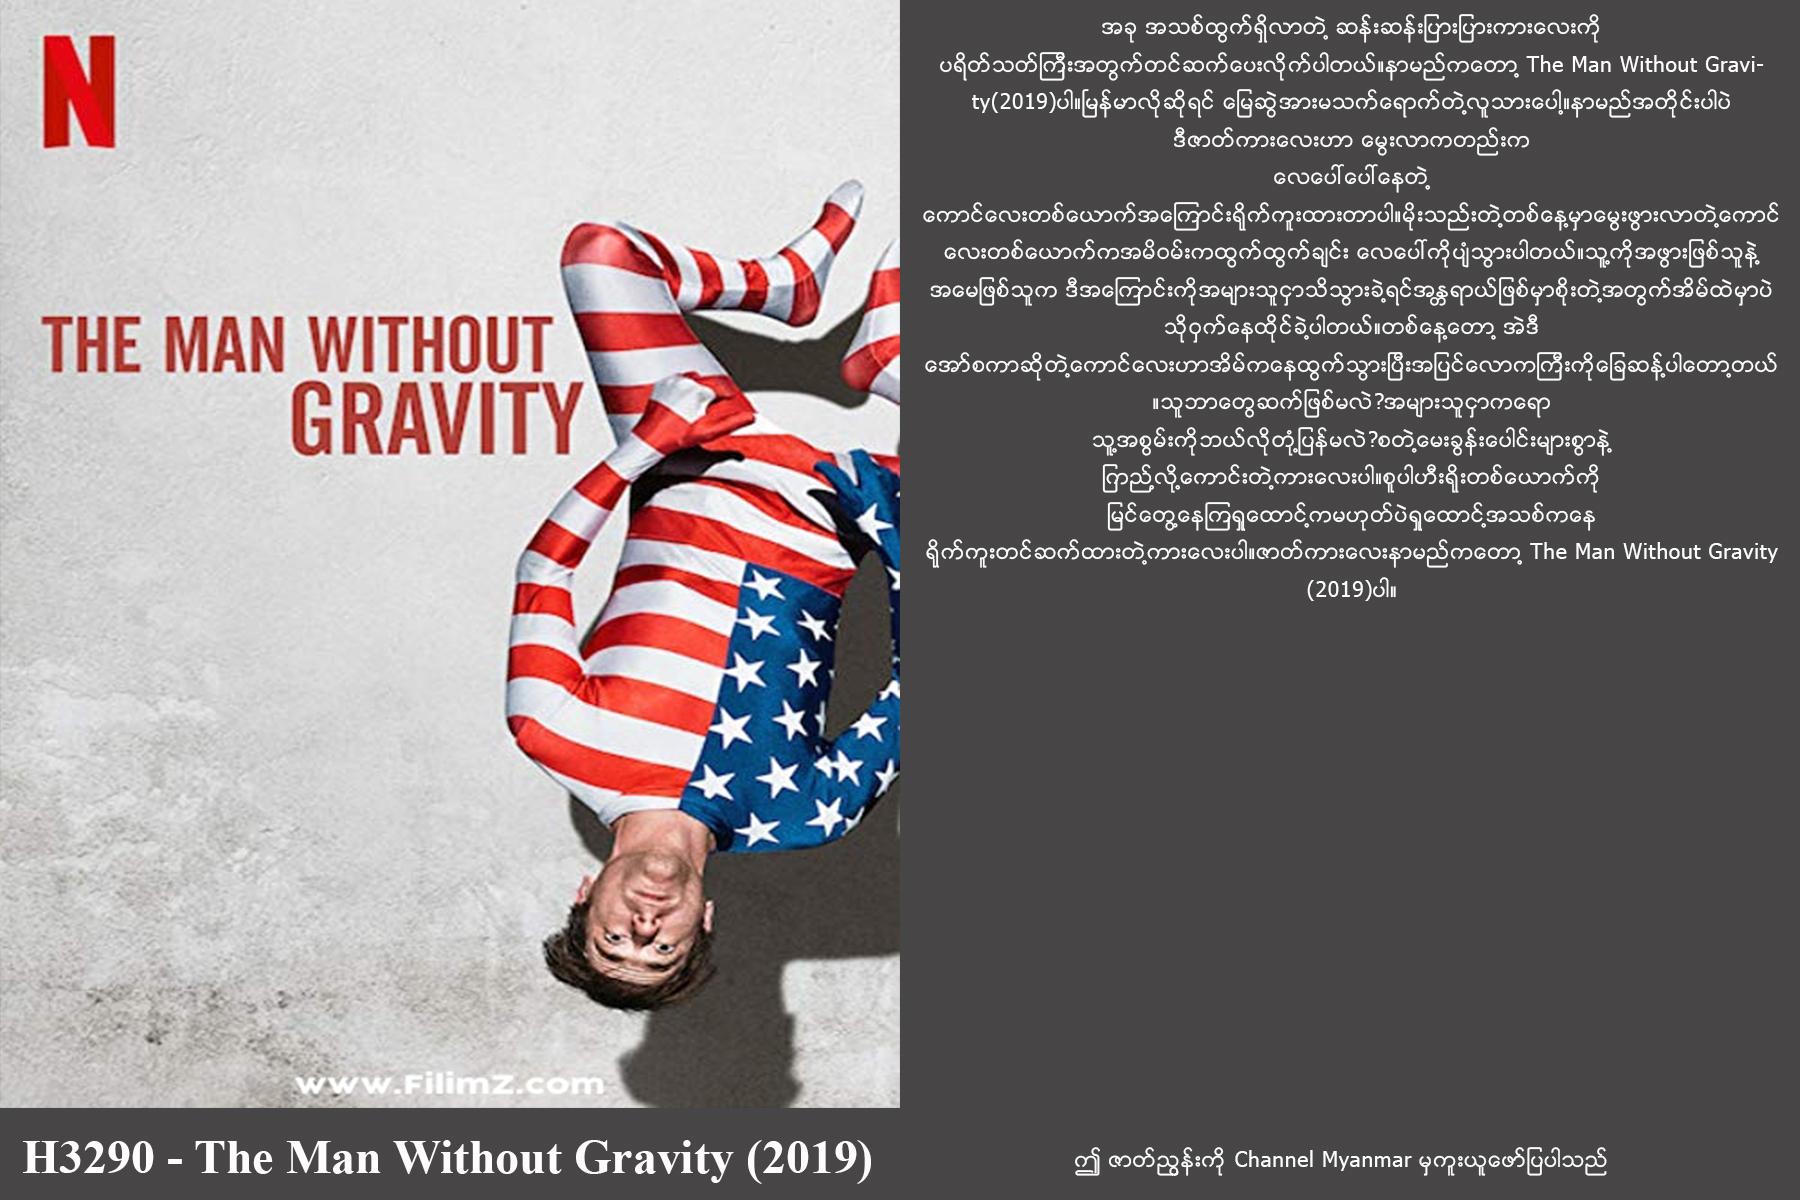 N
THE MAN WITHOUT
GRAVITY
www.FilimZ.com
H3290 - The Man Without Gravity (2019)
အခု အသစ်ထွက်ရှိလာတဲ့ ဆန်းဆန်းပြားပြားကားလေးကို
ပရိတ်သတ်ကြီးအတွက်တင်ဆက်ပေးလိုက်ပါတယ်။နာမည်ကတော့ The Man Without Gravi-
ty(2019)ပါ။မြန်မာလိုဆိုရင် မြေဆွဲအားမသက်ရောက်တဲ့လူသားပေါ့။နာမည်အတိုင်းပါပဲ
ဒီဇာတ်ကားလေးဟာ မွေးလာကတည်းက
လေပေါ်ပေါ်နေတဲ့
ကောင်လေးတစ်ယောက်အကြောင်းရိုက်ကူးထားတာပါ။မိုးသည်းတဲ့တစ်နေ့မှာမွေးဖွားလာတဲ့ကောင်
လေးတစ်ယောက်ကအမိဝမ်းကထွက်ထွက်ချင်း လေပေါ်ကိုပျံသွားပါတယ်။သူ့ကိုအဖွားဖြစ်သူနဲ့
အမေဖြစ်သူက ဒီအကြောင်းကိုအများသူငှာသိသွားခဲ့ရင်အန္တရာယ်ဖြစ်မှာစိုးတဲ့အတွက်အိမ်ထဲမှာပဲ
သိုဝှက်နေထိုင်ခဲ့ပါတယ်။တစ်နေ့တော့ အဲဒီ
အော်စကာဆိုတဲ့ကောင်လေးဟာအိမ်ကနေထွက်သွားပြီးအပြင်လောကကြီးကိုခြေဆန့်ပါတော့တယ်
။သူဘာတွေဆက်ဖြစ်မလဲ?အများသူငှာကရော
သူ့အစွမ်းကိုဘယ်လိုတုံ့ပြန်မလဲ?စတဲ့မေးခွန်းပေါင်းများစွာနဲ့
ကြည့်လို့ကောင်းတဲ့ကားလေးပါ။စူပါဟီးရိုးတစ်ယောက်ကို
မြင်တွေ့နေကြရှုထောင့်ကမဟုတ်ပဲရှုထောင့်အသစ်ကနေ
ရိုက်ကူးတင်ဆက်ထားတဲ့ကားလေးပါ။ဇာတ်ကားလေးနာမည်ကတော့ The Man Without Gravity
(2019)ပါ။
ဤ ဇာတ်ညွှန်းကို Channel Myanmar မှကူးယူဖော်ပြပါသည်